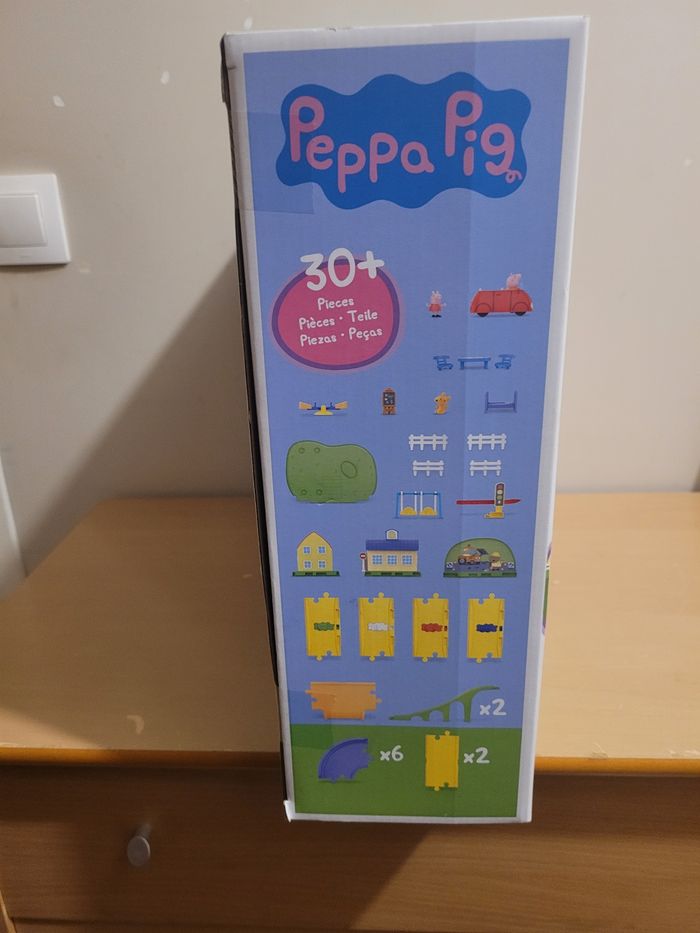 Peppa Pig
30+
Pieces
Pièces · Teile
Piezas · Peças
x2
x6
x2